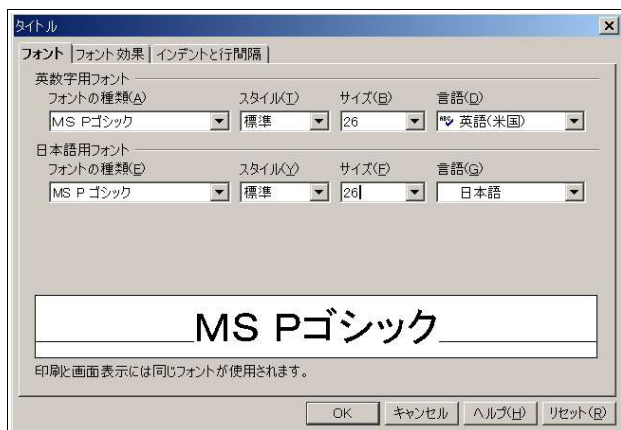 タイトル
フォント フォント効果 インデントと行間隔
英数字用フォント
フォントの種類(A) スタイル(T) サイズ(B) 言語(D)
MS Pゴシック 標準 26 英語(米国)
日本語用フォント
フォントの種類(E) スタイル(Y) サイズ(F) 言語(G)
MS P ゴシック 標準 26 日本語
MS Pゴシック
印刷と画面表示には同じフォントが使用されます。
OK キャンセル ヘルプ(H) リセット(R)